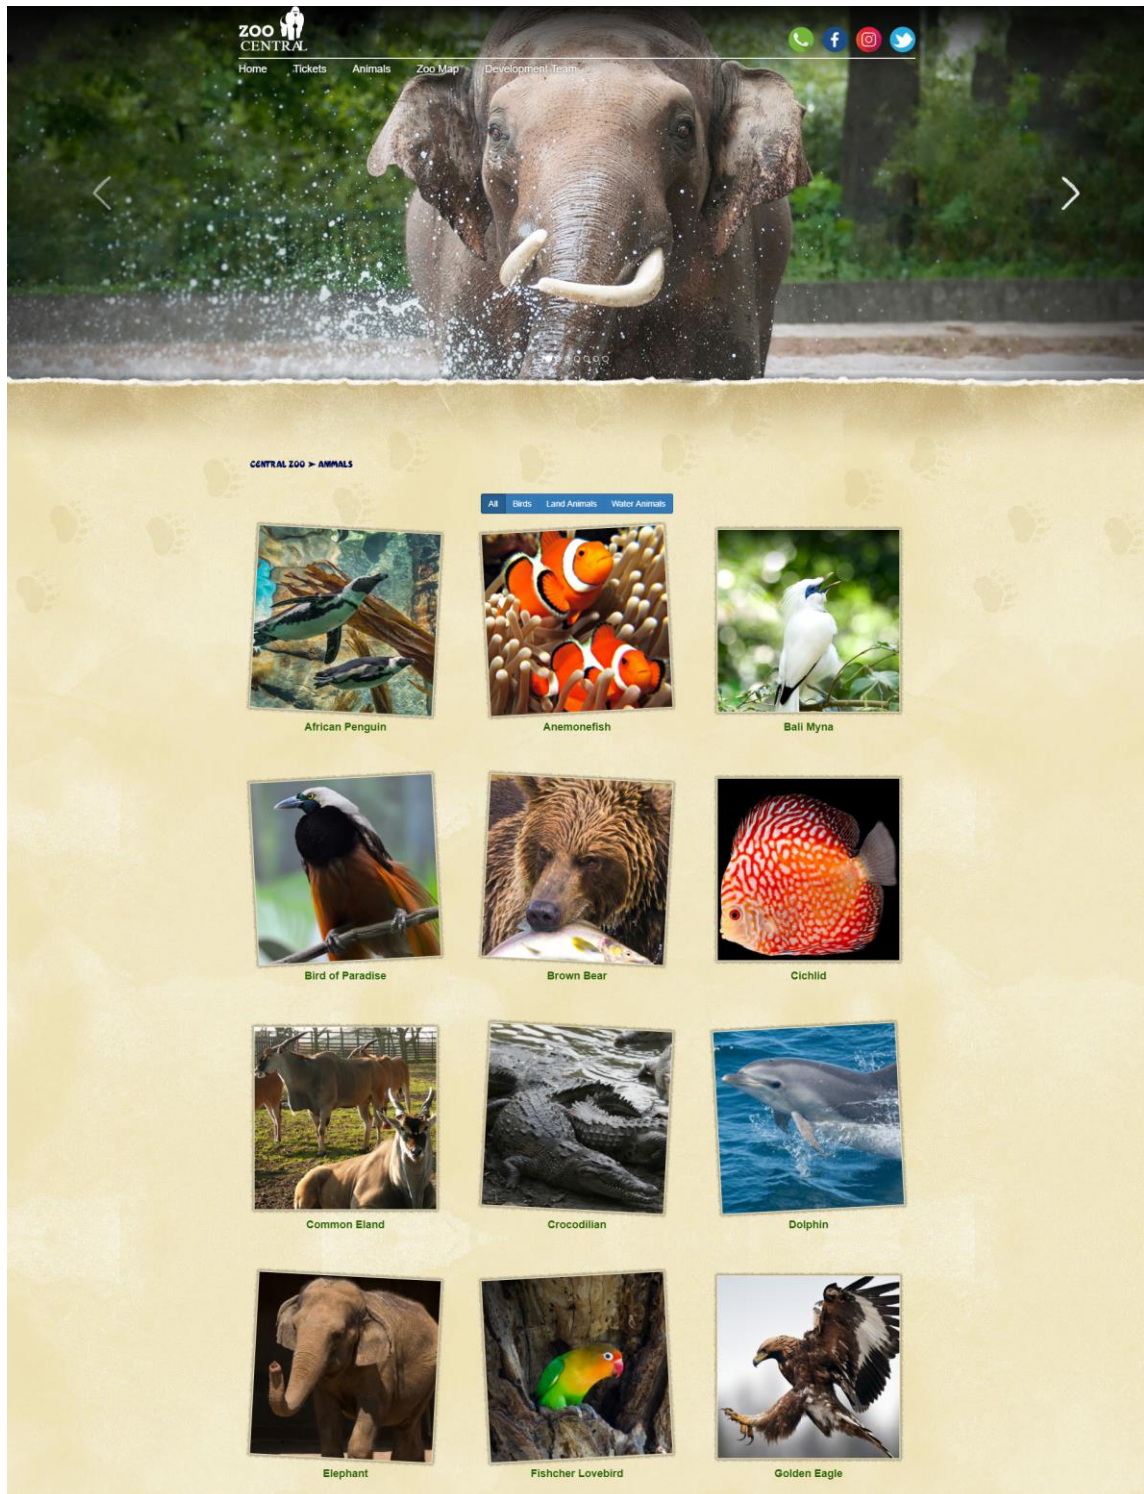 ZOO
CENTRAL
Home Tickets Animals Zoo Map Development Team
CENTRAL ZOO ➤ ANIMALS
All Birds Land Animals Water Animals
African Penguin Anemonefish Bali Myna
Bird of Paradise Brown Bear Cichlid
Common Eland Crocodilian Dolphin
Elephant Fishcher Lovebird Golden Eagle